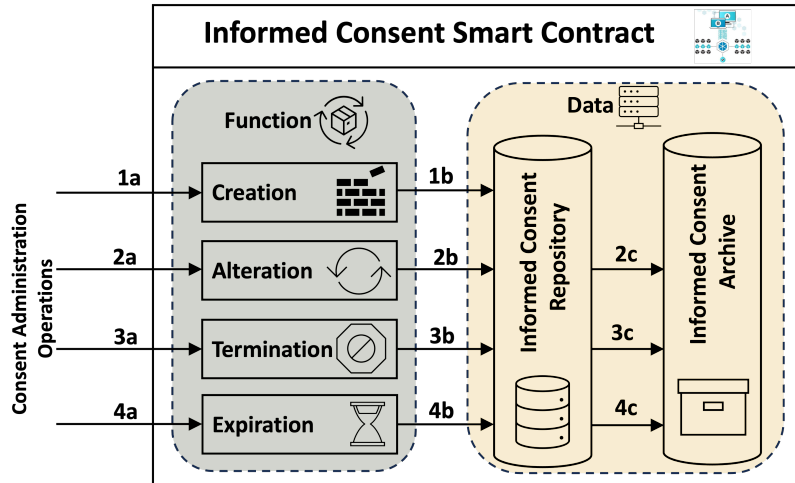 Informed Consent Smart Contract
Function
Data
Consent Administration
Operations
1a
Creation
1b
2a
Alteration
2b
2c
3a
Termination
3b
3c
4a
Expiration
4b
4c
Informed Consent
Repository
Informed Consent
Archive